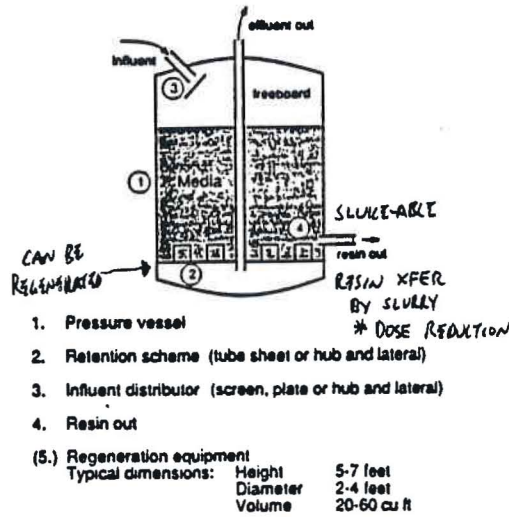 effluent out
Influent
3
freeboard
1
Media
4
SLUICE-ABLE
resin out
CAN BE
REGENERATED
2
RESIN XFER
BY SLURRY
* DOSE REDUCTION
1. Pressure vessel
2. Retention scheme (tube sheet or hub and lateral)
3. Influent distributor (screen, plate or hub and lateral)
4. Resin out
(5.) Regeneration equipment
Typical dimensions: Height 5-7 feet
Diameter 2-4 feet
Volume 20-60 cu ft